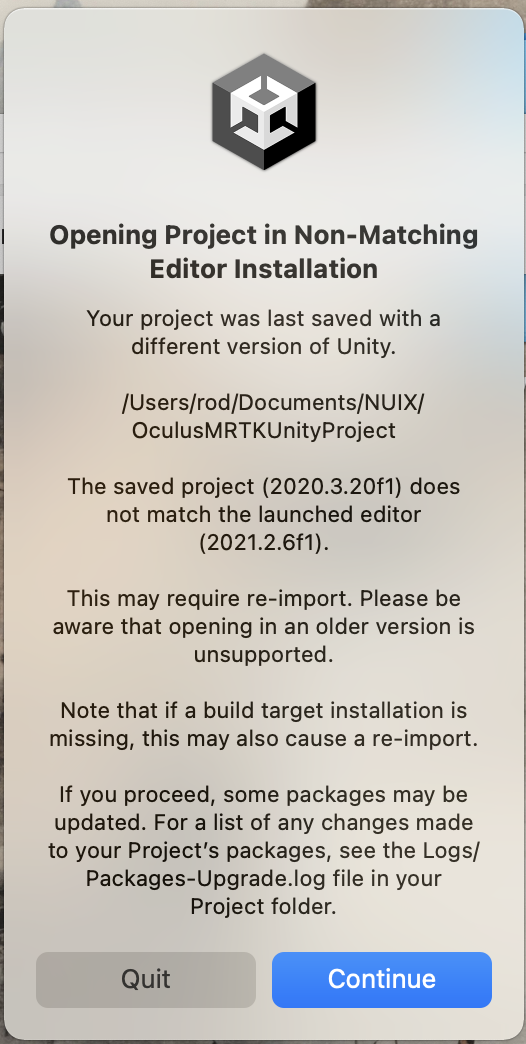 Opening Project in Non-Matching
Editor Installation
Your project was last saved with a
different version of Unity.
/Users/rod/Documents/NUIX/
OculusMRTKUnityProject
The saved project (2020.3.20f1) does
not match the launched editor
(2021.2.6f1).
This may require re-import. Please be
aware that opening in an older version is
unsupported.
Note that if a build target installation is
missing, this may also cause a re-import.
If you proceed, some packages may be
updated. For a list of any changes made
to your Project's packages, see the Logs/
Packages-Upgrade.log file in your
Project folder.
Quit
Continue